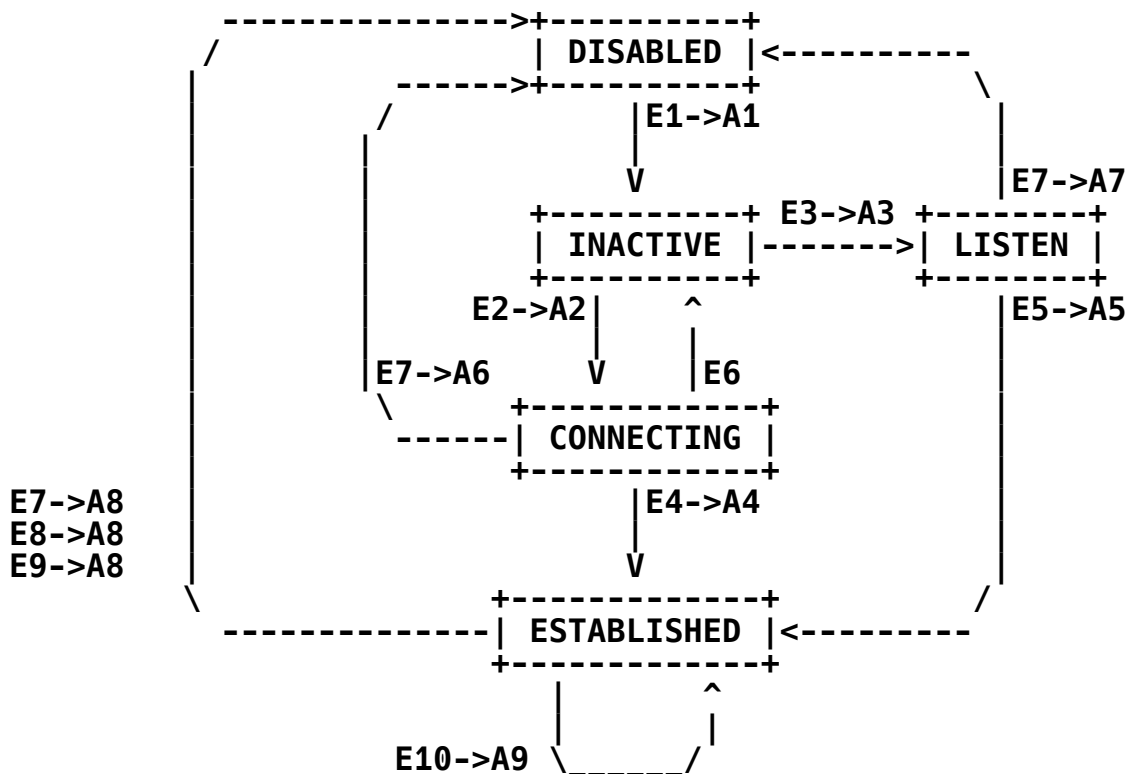 DISABLED
E1->A1
E7->A7
E3->A3
INACTIVE
LISTEN
E2->A2
E5->A5
E7->A6
E6
CONNECTING
E7->A8
E4->A4
E8->A8
E9->A8
ESTABLISHED
E10->A9